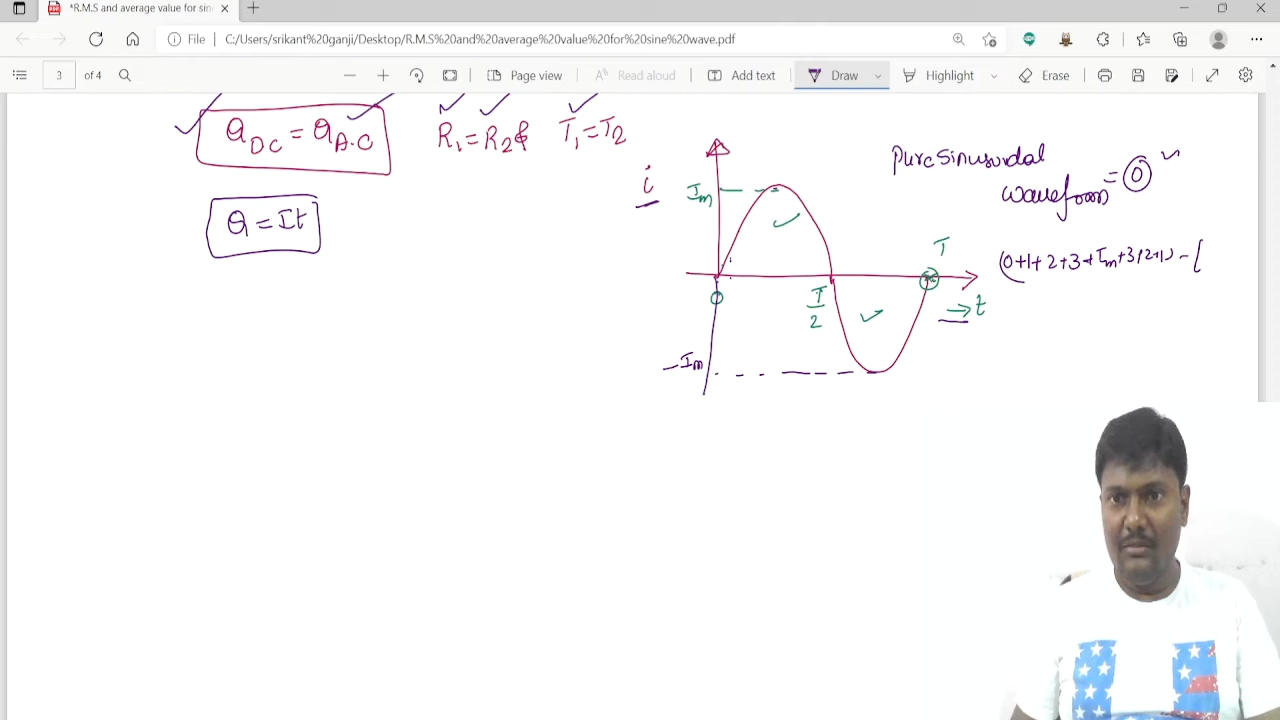 *R.M.S and average value for sin
File
C:/Users/srikant%20ganji/Desktop/R.M.S%20and%20average%20value%20for%20sine%20wave.pdf
3 of 4
Page view
Read aloud
Add text
Draw
Highlight
Erase
Q DC = Q A.C
R1 = R2 & T1 = T2
Q = It
i
Im
0
T/2
T
t
-Im
Pure sinusoidal
waveform = 0
(0+1+2+3+Im+3+2+1) - [